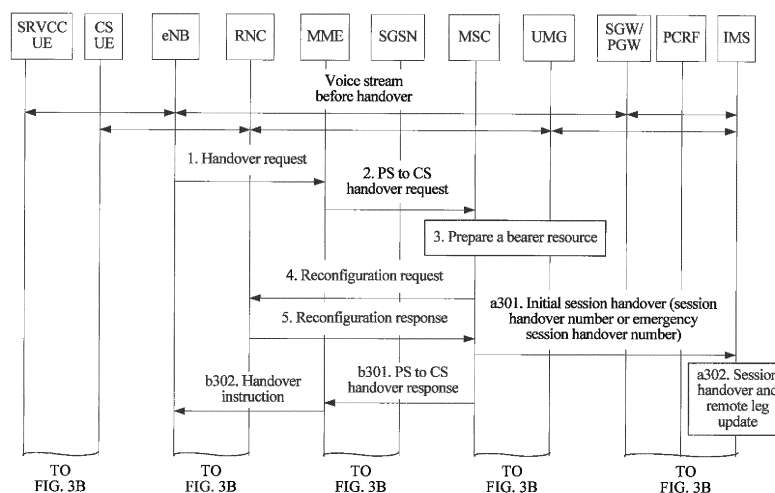 SRVCC
UE
CS
UE
eNB
RNC
MME
SGSN
MSC
UMG
SGW/
PGW
PCRF
IMS
Voice stream
before handover
1. Handover request
2. PS to CS
handover request
3. Prepare a bearer resource
4. Reconfiguration request
a301. Initial session handover (session
handover number or emergency
session handover number)
5. Reconfiguration response
b301. PS to CS
handover response
b302. Handover
instruction
a302. Session
handover and
remote leg
update
TO
FIG. 3B
TO
FIG. 3B
TO
FIG. 3B
TO
FIG. 3B
TO
FIG. 3B